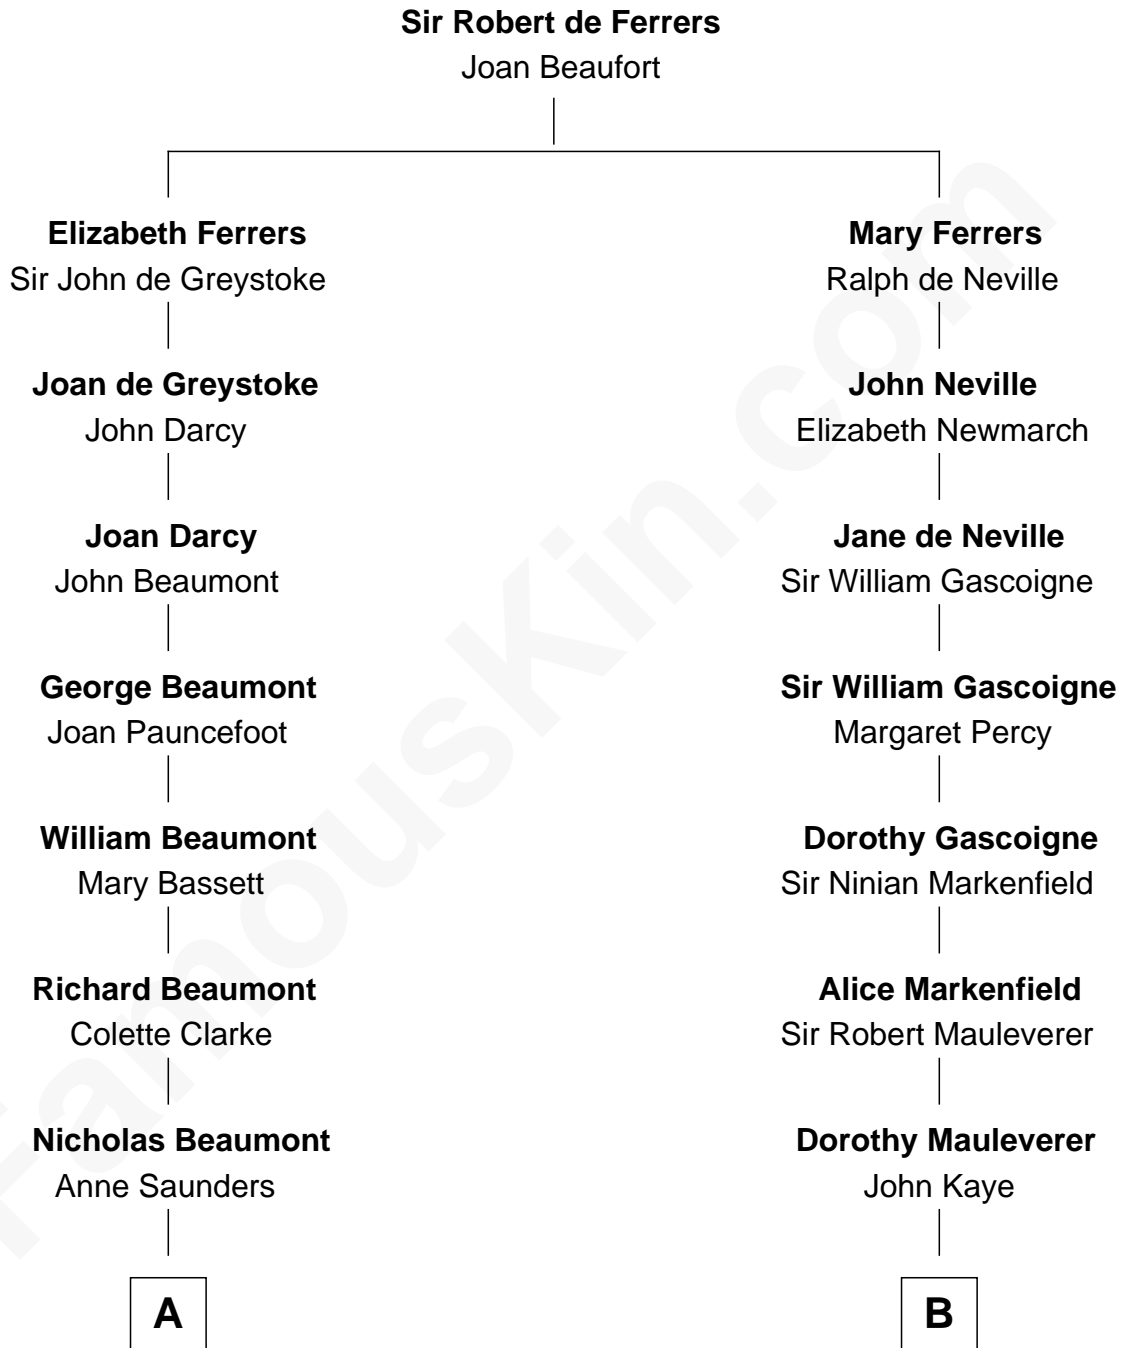 Sir Robert de Ferrers
Joan Beaufort
Elizabeth Ferrers
Sir John de Greystoke
Joan de Greystoke
John Darcy
Joan Darcy
John Beaumont
George Beaumont
Joan Pauncefoot
William Beaumont
Mary Bassett
Richard Beaumont
Colette Clarke
Nicholas Beaumont
Anne Saunders
A
Mary Ferrers
Ralph de Neville
John Neville
Elizabeth Newmarch
Jane de Neville
Sir William Gascoigne
Sir William Gascoigne
Margaret Percy
Dorothy Gascoigne
Sir Ninian Markenfield
Alice Markenfield
Sir Robert Mauleverer
Dorothy Mauleverer
John Kaye
B
FamousKin.com